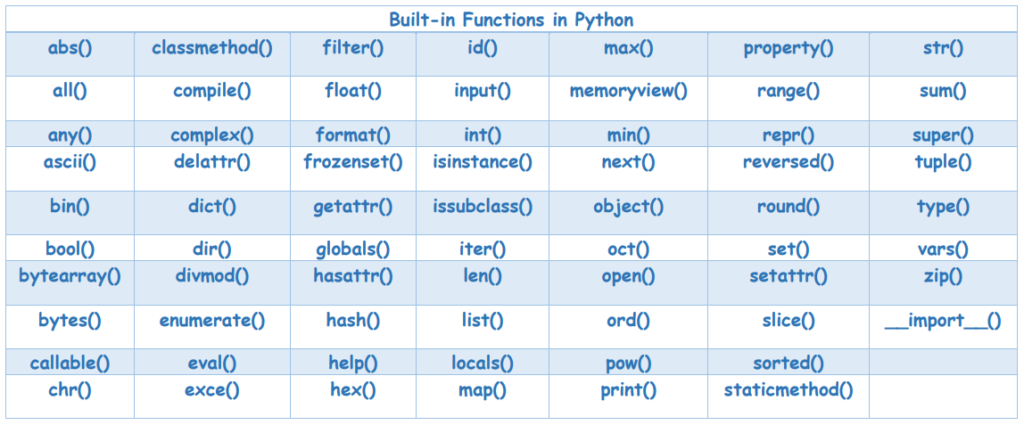 Built-in Functions in Python
abs() classmethod() filter() id() max() property() str()
all() compile() float() input() memoryview() range() sum()
any() complex() format() int() min() repr() super()
ascii() delattr() frozenset() isinstance() next() reversed() tuple()
bin() dict() getattr() issubclass() object() round() type()
bool() dir() globals() iter() oct() set() vars()
bytearray() divmod() hasattr() len() open() setattr() zip()
bytes() enumerate() hash() list() ord() slice() __import__()
callable() eval() help() locals() pow() sorted()
chr() exce() hex() map() print() staticmethod()